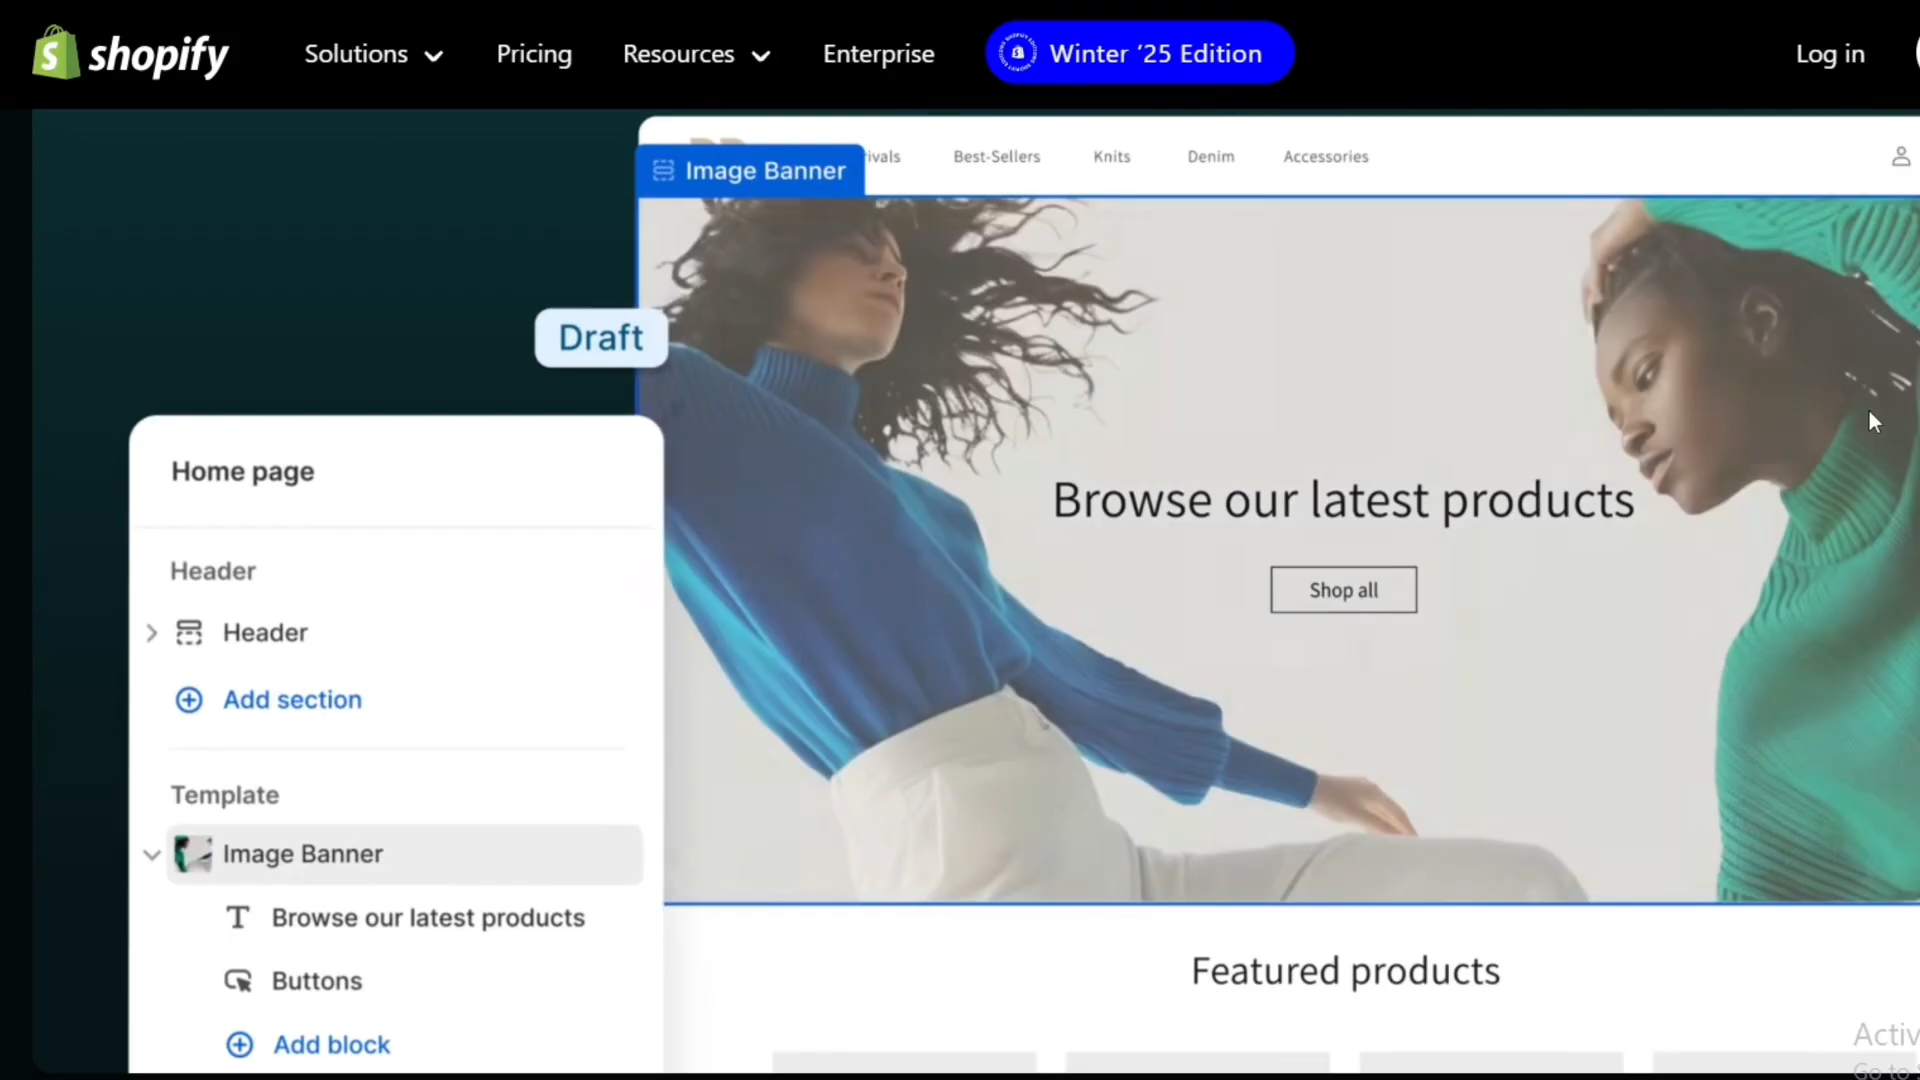 shopify
Solutions
Pricing
Resources
Enterprise
Winter '25 Edition
Log in
Image Banner
Best-Sellers
Knits
Denim
Accessories
Draft
Browse our latest products
Shop all
Home page
Header
Header
Add section
Template
Image Banner
Browse our latest products
Buttons
Add block
Featured products